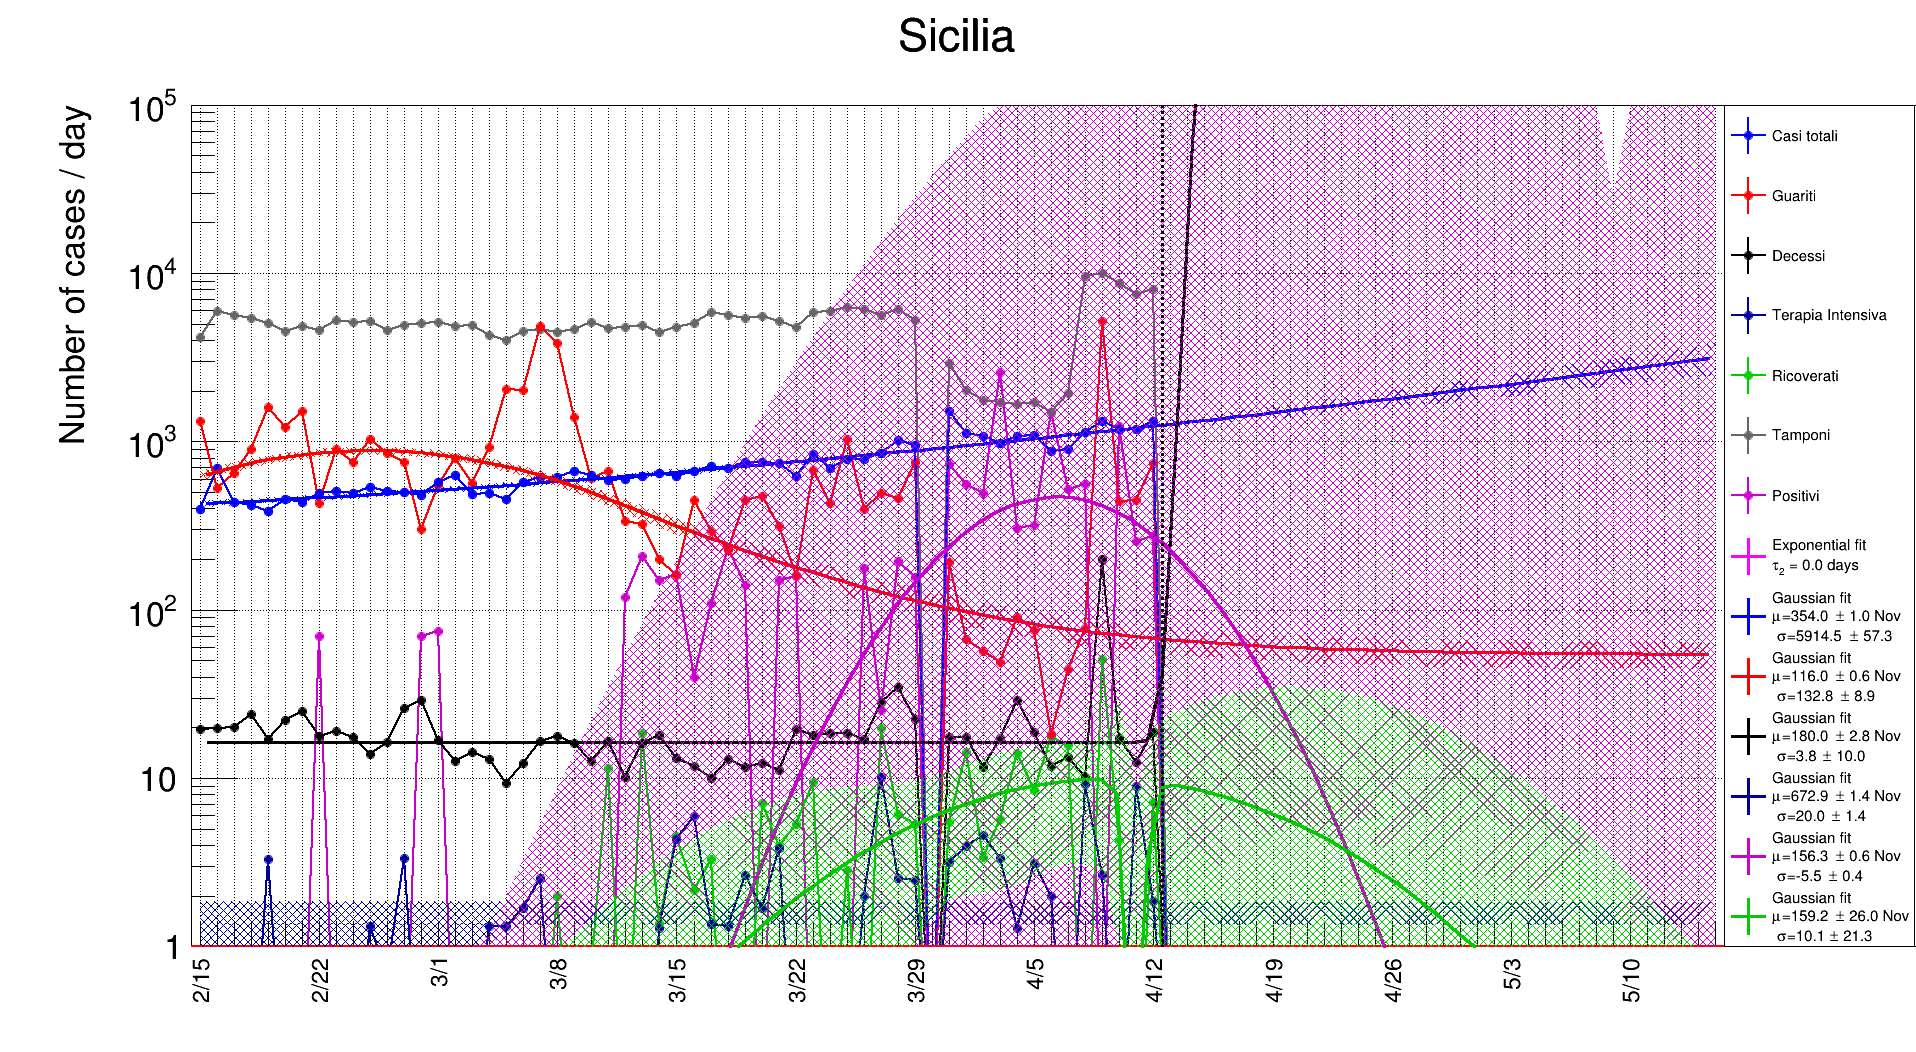 Sicilia
Number of cases / day
10^5
10^4
10^3
10^2
10
1
2/15
2/22
3/1
3/8
3/15
3/22
3/29
4/5
4/12
4/19
4/26
5/3
5/10
Casi totali
Guariti
Decessi
Terapia Intensiva
Ricoverati
Tamponi
Positivi
Exponential fit
τ₂ = 0.0 days
Gaussian fit
μ=354.0 ± 1.0 Nov
σ=5914.5 ± 57.3
Gaussian fit
μ=116.0 ± 0.6 Nov
σ=132.8 ± 8.9
Gaussian fit
μ=180.0 ± 2.8 Nov
σ=3.8 ± 10.0
Gaussian fit
μ=672.9 ± 1.4 Nov
σ=20.0 ± 1.4
Gaussian fit
μ=156.3 ± 0.6 Nov
σ=-5.5 ± 0.4
Gaussian fit
μ=159.2 ± 26.0 Nov
σ=10.1 ± 21.3